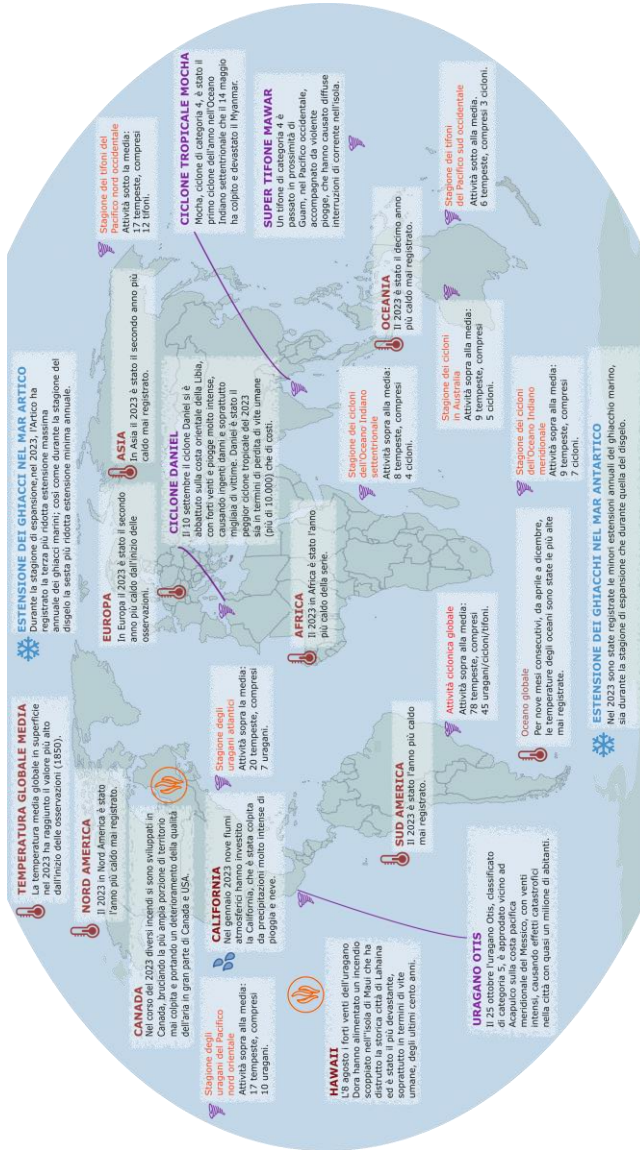 TEMPERATURA GLOBALE MEDIA
La temperatura media globale in superficie
nel 2023 ha raggiunto il valore più alto
dall'inizio delle osservazioni (1850).
ESTENSIONE DEI GHIACCI NEL MAR ARTICO
Durante la stagione di espansione,nel 2023, l'Artico ha
registrato la terza più ridotta estensione massima
annuale dei ghiacci marini; così come durante la stagione del
disgelo la sesta più ridotta estensione minima annuale.
NORD AMERICA
Il 2023 in Nord America è stato
l'anno più caldo mai registrato.
EUROPA
In Europa il 2023 è stato il secondo
anno più caldo dall'inizio delle
osservazioni.
ASIA
In Asia il 2023 è stato il secondo anno più
caldo mai registrato.
Stagione dei tifoni del
Pacifico nord occidentale
Attività sotto la media:
17 tempeste, compresi
12 tifoni.
CANADA
Nel corso del 2023 diversi incendi si sono sviluppati in
Canada, bruciando la più ampia porzione di territorio
mai colpita e portando un deterioramento della qualità
dell'aria in gran parte di Canada e USA.
CICLONE DANIEL
Il 10 settembre il ciclone Daniel si è
abbattuto sulla costa orientale della Libia,
con forti venti e piogge molto intense,
causando ingenti danni e soprattutto
migliaia di vittime. Daniel è stato il
peggior ciclone tropicale del 2023
sia in termini di perdita di vite umane
(più di 10.000) che di costi.
CICLONE TROPICALE MOCHA
Mocha, ciclone di categoria 4, è stato il
primo ciclone dell'anno nell'Oceano
Indiano settentrionale che il 14 maggio
ha colpito e devastato il Myanmar.
Stagione degli
uragani del Pacifico
nord orientale
Attività sopra alla media:
17 tempeste, compresi
10 uragani.
CALIFORNIA
Nel gennaio 2023 nove fiumi
atmosferici hanno investito
la California, che è stata colpita
da precipitazioni molto intense di
pioggia e neve.
Stagione degli
uragani atlantici
Attività sopra la media:
20 tempeste, compresi
7 uragani.
SUPER TIFONE MAWAR
Un tifone di categoria 4 è
passato in prossimità di
Guam, nel Pacifico occidentale,
accompagnato da violente
piogge, che hanno causato diffuse
interruzioni di corrente nell'isola.
HAWAII
L'8 agosto i forti venti dell'uragano
Dora hanno alimentato un incendio
scoppiato nell'isola di Maui che ha
distrutto la storica città di Lahaina
ed è stato il più devastante,
soprattutto in termini di vite
umane, degli ultimi cento anni.
AFRICA
Il 2023 in Africa è stato l'anno
più caldo della serie.
Stagione dei cicloni
dell'Oceano Indiano
settentrionale
Attività sopra alla media:
8 tempeste, compresi
4 cicloni.
OCEANIA
Il 2023 è stato il decimo anno
più caldo mai registrato.
SUD AMERICA
Il 2023 è stato l'anno più caldo
mai registrato.
Attività ciclonica globale
Attività sopra alla media:
78 tempeste, compresi
45 uragani/cicloni/tifoni.
Stagione dei cicloni
in Australia
Attività sopra alla media:
9 tempeste, compresi
5 cicloni.
Stagione dei tifoni
del Pacifico sud occidentale
Attività sotto alla media.
6 tempeste, compresi 3 cicloni.
URAGANO OTIS
Il 25 ottobre l'uragano Otis, classificato
di categoria 5, è approdato vicino ad
Acapulco sulla costa pacifica
meridionale del Messico, con venti
intensi, causando effetti catastrofici
nella città con quasi un milione di abitanti.
Oceano globale
Per nove mesi consecutivi, da aprile a dicembre,
le temperature degli oceani sono state le più alte
mai registrate.
Stagione dei cicloni
dell'Oceano Indiano
meridionale
Attività sopra alla media:
9 tempeste, compresi
7 cicloni.
ESTENSIONE DEI GHIACCHI NEL MAR ANTARTICO
Nel 2023 sono state registrate le minori estensioni annuali del ghiacchio marino,
sia durante la stagione di espansione che durante quella del disgelo.